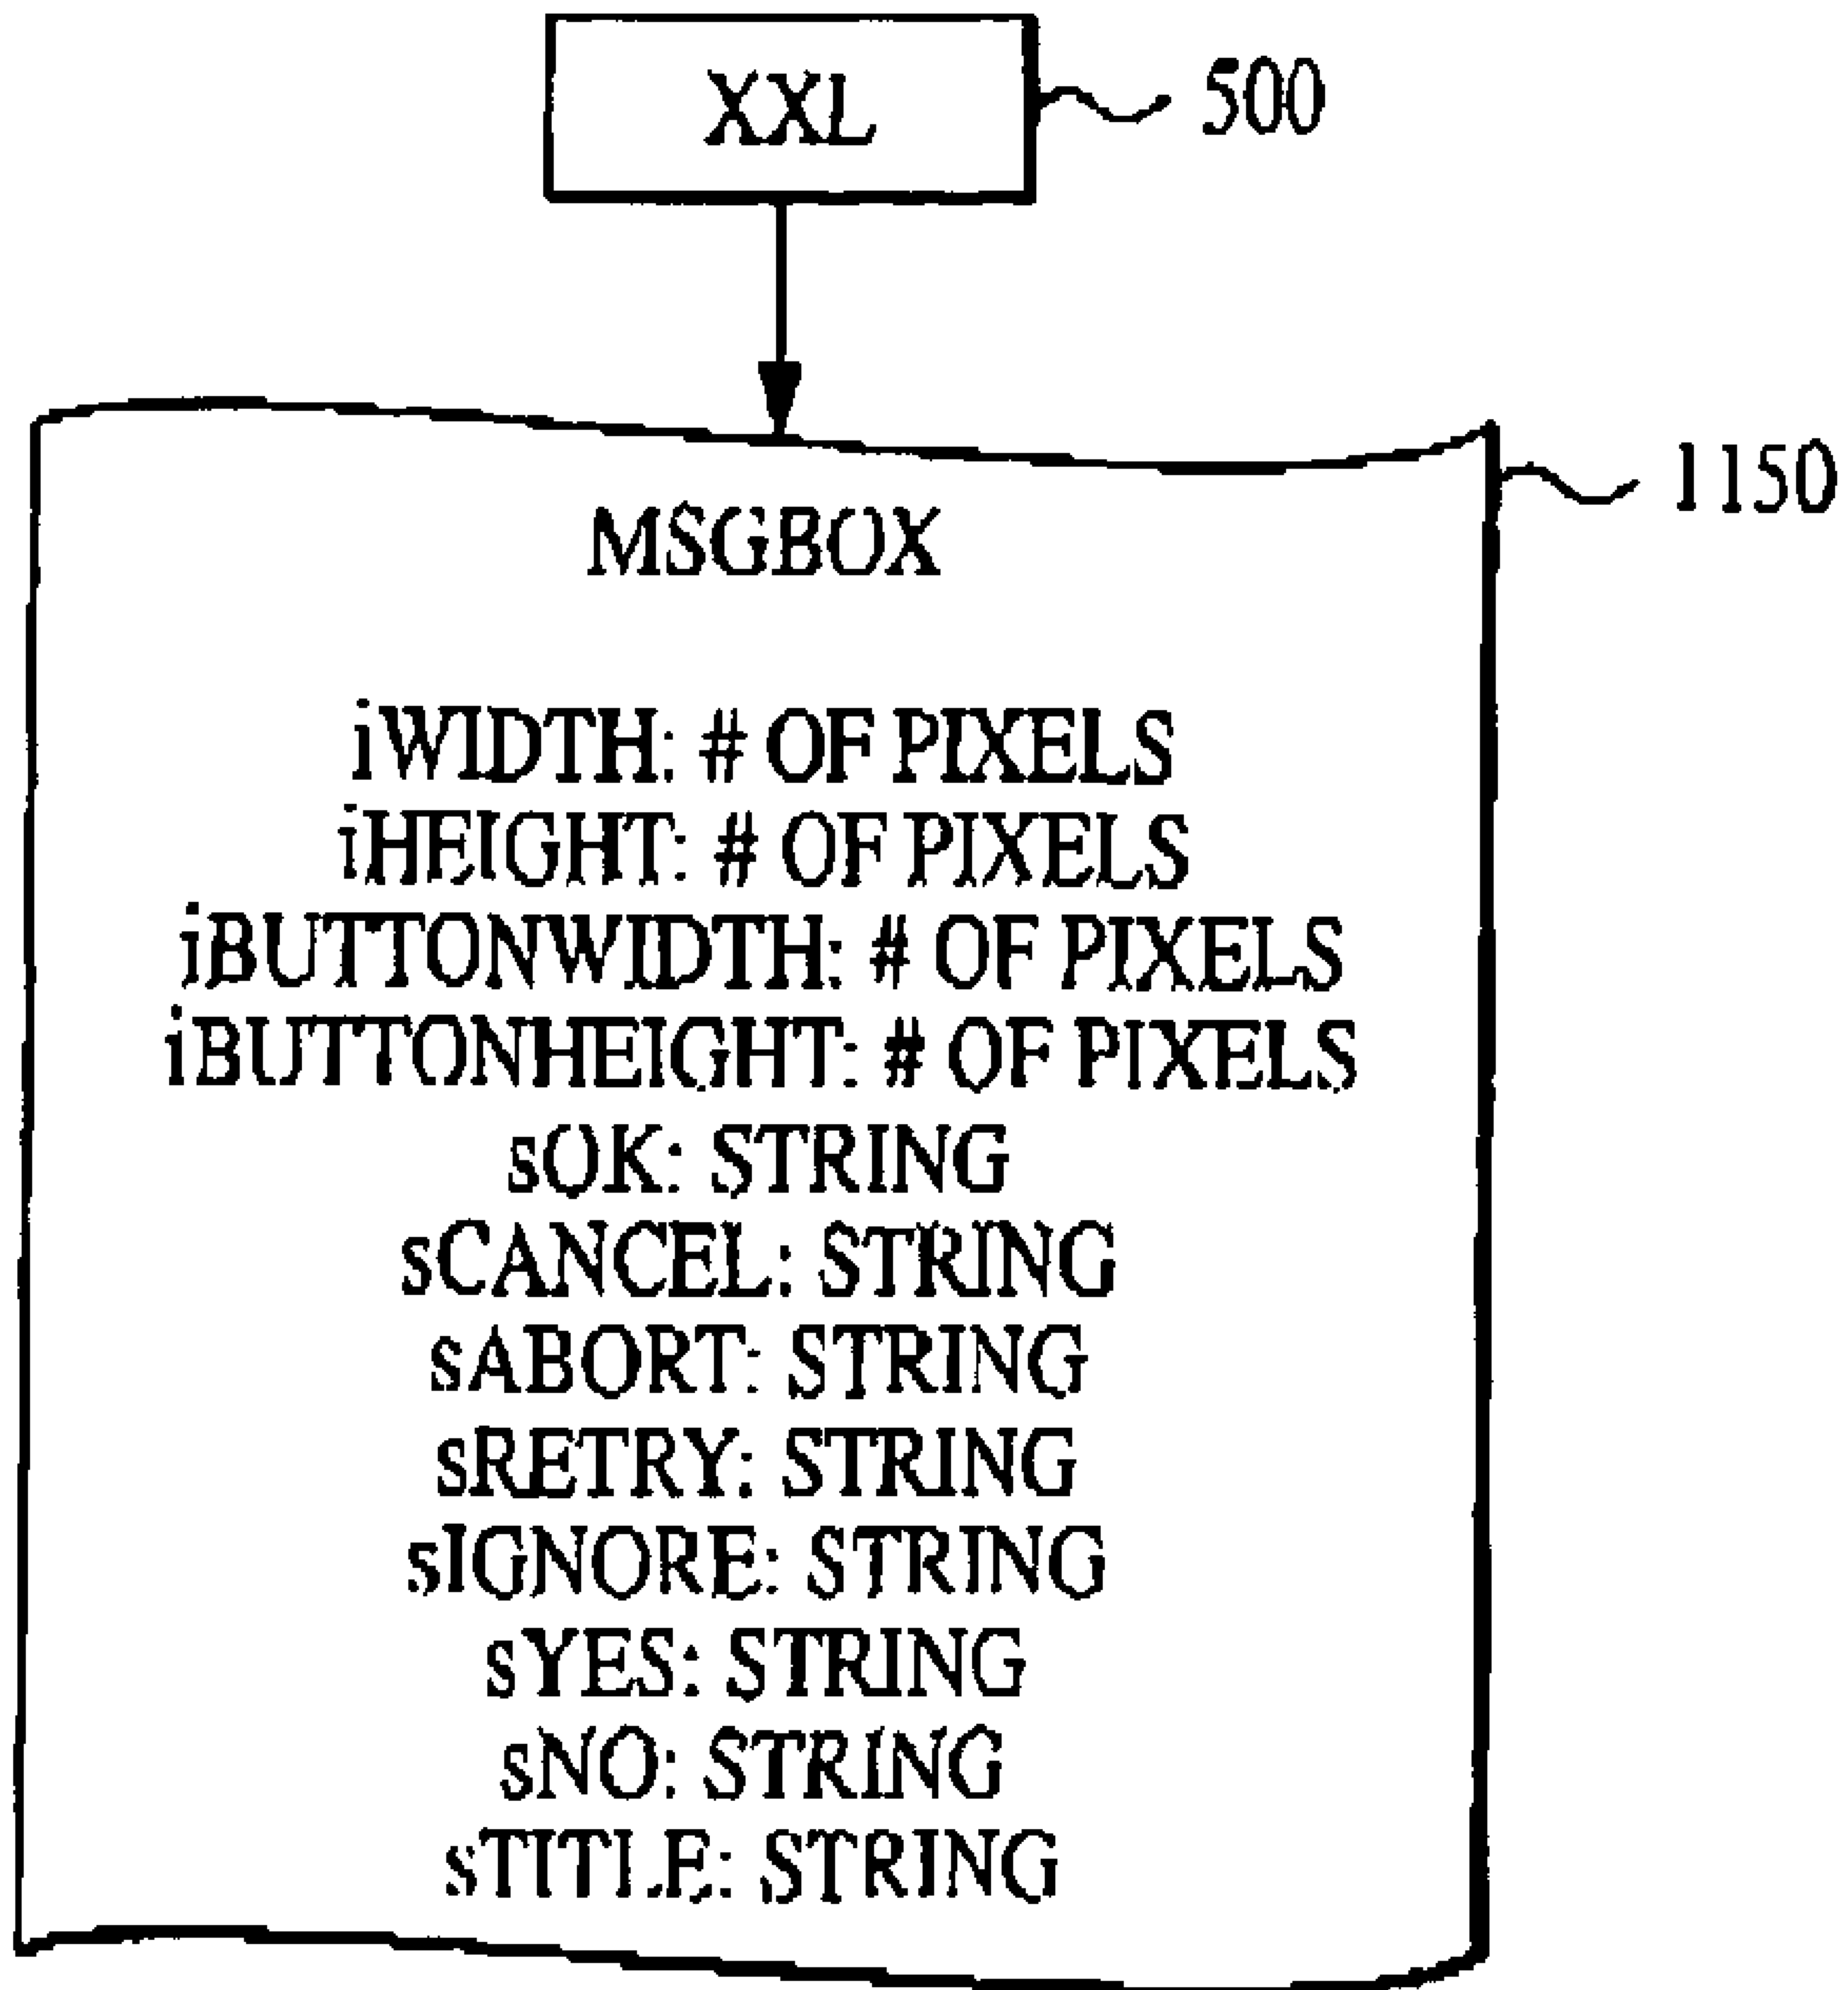 XXL
500
1150
MSGBOX
iWIDTH: # OF PIXELS
iHEIGHT: # OF PIXELS
iBUTTONWIDTH: # OF PIXELS
iBUTTONHEIGHT: # OF PIXELS
sOK: STRING
sCANCEL: STRING
sABORT: STRING
sRETRY: STRING
sIGNORE: STRING
sYES: STRING
sNO: STRING
sTITLE: STRING